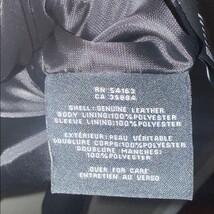 RN 54163
CA 35884
SHELL:GENUINE LEATHER
BODY LINING:100%POLYESTER
SLEEVE LINING:100%POLYESTER
EXTÉRIEUR:PEAU VÉRITABLE
DOUBLURE CORPS:100%POLYESTER
DOUBLURE MANCHES:
100%POLYESTER
OVER FOR CARE
ENTRETIEN AU VERSO